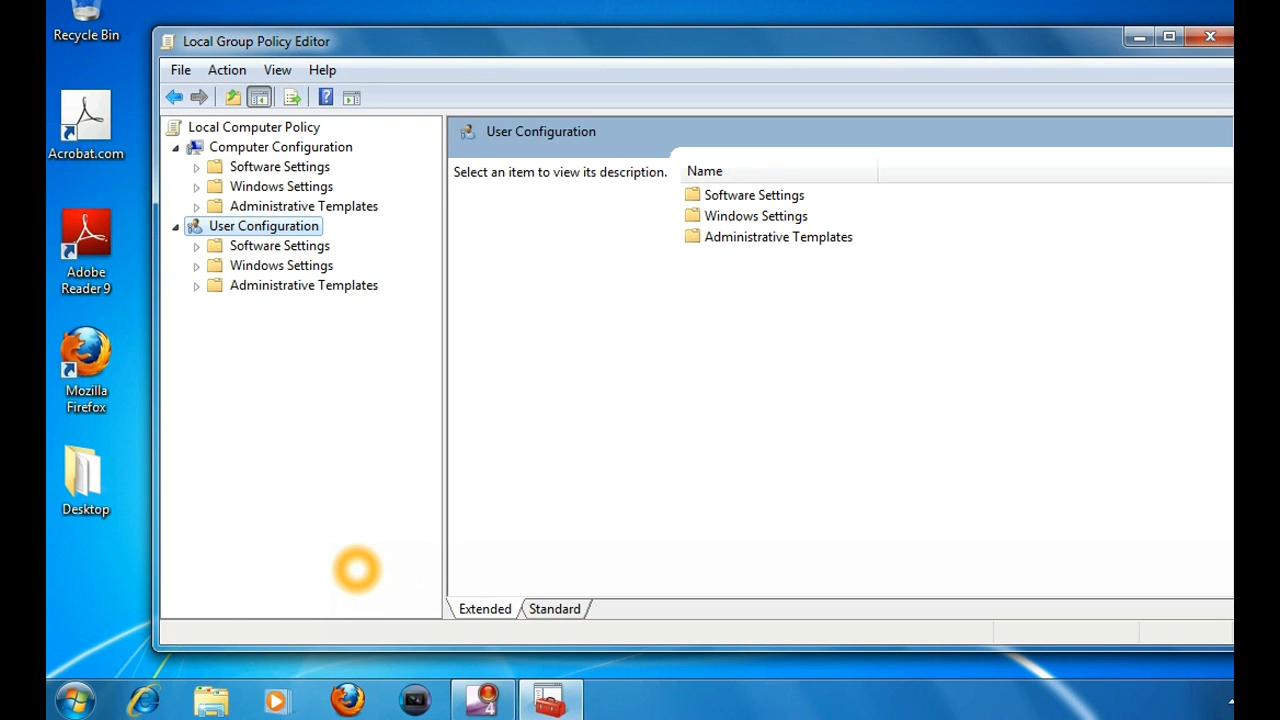 Recycle Bin
Acrobat.com
Adobe
Reader 9
Mozilla
Firefox
Desktop
Local Group Policy Editor
File Action View Help
Local Computer Policy
Computer Configuration
Software Settings
Windows Settings
Administrative Templates
User Configuration
Software Settings
Windows Settings
Administrative Templates
User Configuration
Select an item to view its description.
Name
Software Settings
Windows Settings
Administrative Templates
Extended Standard
4